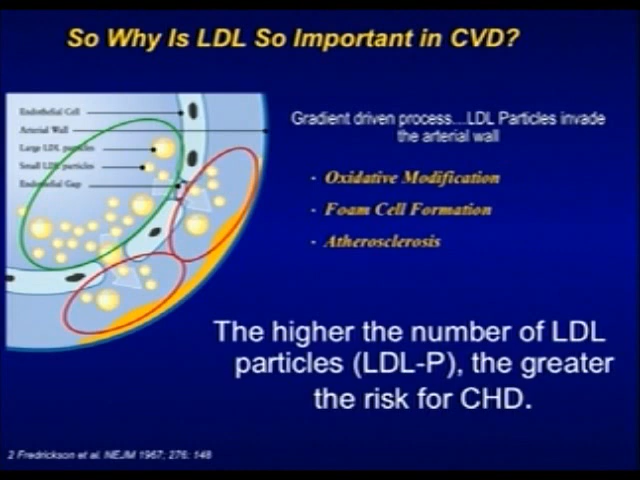 So Why Is LDL So Important in CVD?
Endothelial Cell
Arterial Wall
Large LDL particles
Small LDL particles
Endothelial Gap
Gradient driven process...LDL Particles invade
the arterial wall
- Oxidative Modification
- Foam Cell Formation
- Atherosclerosis
The higher the number of LDL
particles (LDL-P), the greater
the risk for CHD.
2 Fredrickson et al. NEJM 1967; 276: 148